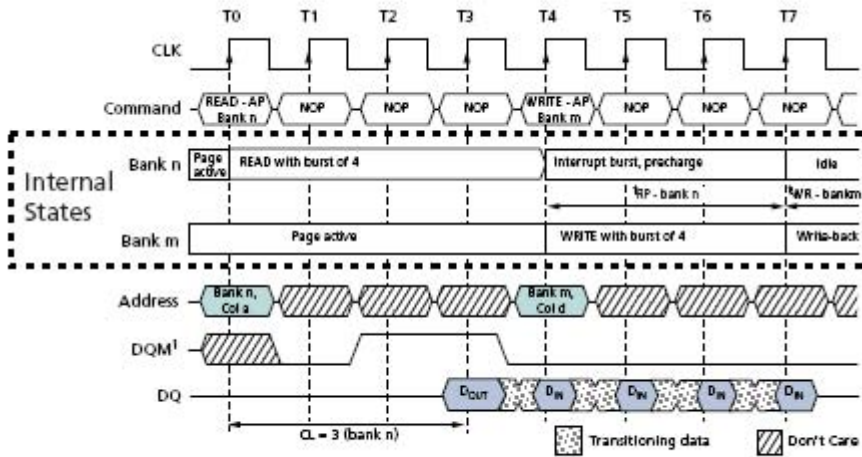 T0 T1 T2 T3 T4 T5 T6 T7
CLK
Command READ - AP Bank n NOP NOP NOP WRITE - AP Bank m NOP NOP NOP
Internal States
Bank n Page active READ with burst of 4 Interrupt burst, precharge Idle
tRP - bank n tWR - bankm
Bank m Page active WRITE with burst of 4 Write-back
Address Bank n, Col a Bank m, Col d
DQM1
DQ DOUT DIN DIN DIN DIN
CL = 3 (bank n)
Transitioning data Don't Care